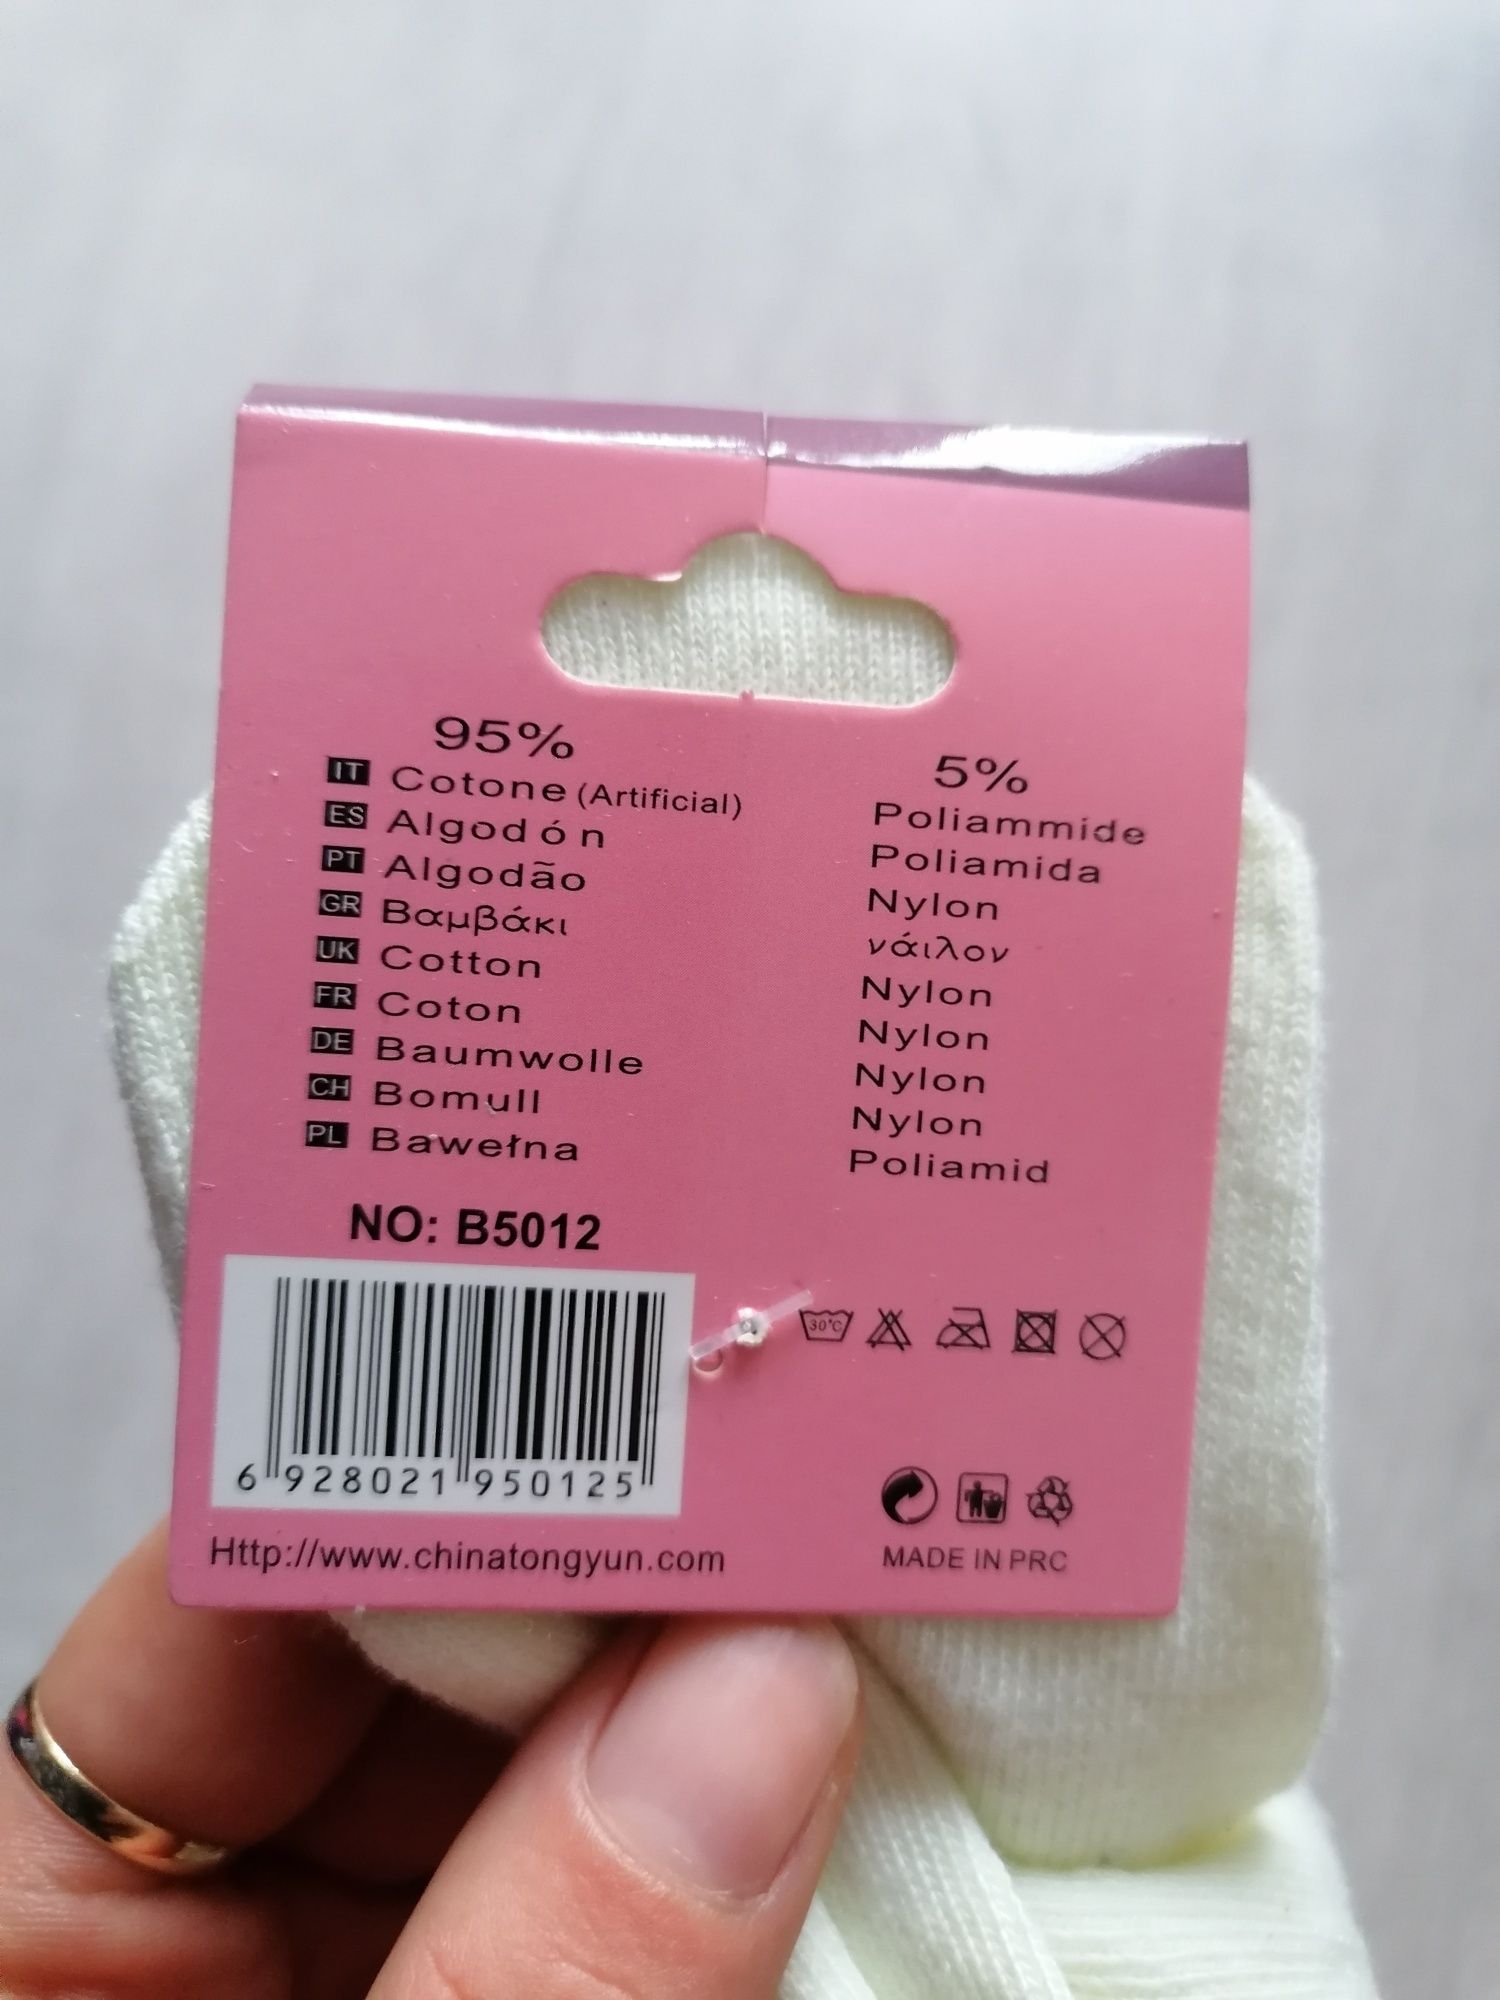 95%
IT Cotone (Artificial)
ES Algodón
PT Algodão
GR Βαμβάκι
UK Cotton
FR Coton
DE Baumwolle
CH Bomull
PL Bawełna
5%
Poliammide
Poliamida
Nylon
νάιλον
Nylon
Nylon
Nylon
Nylon
Poliamid
NO: B5012
30°C
6 928021 950125
Http://www.chinatongyun.com
MADE IN PRC